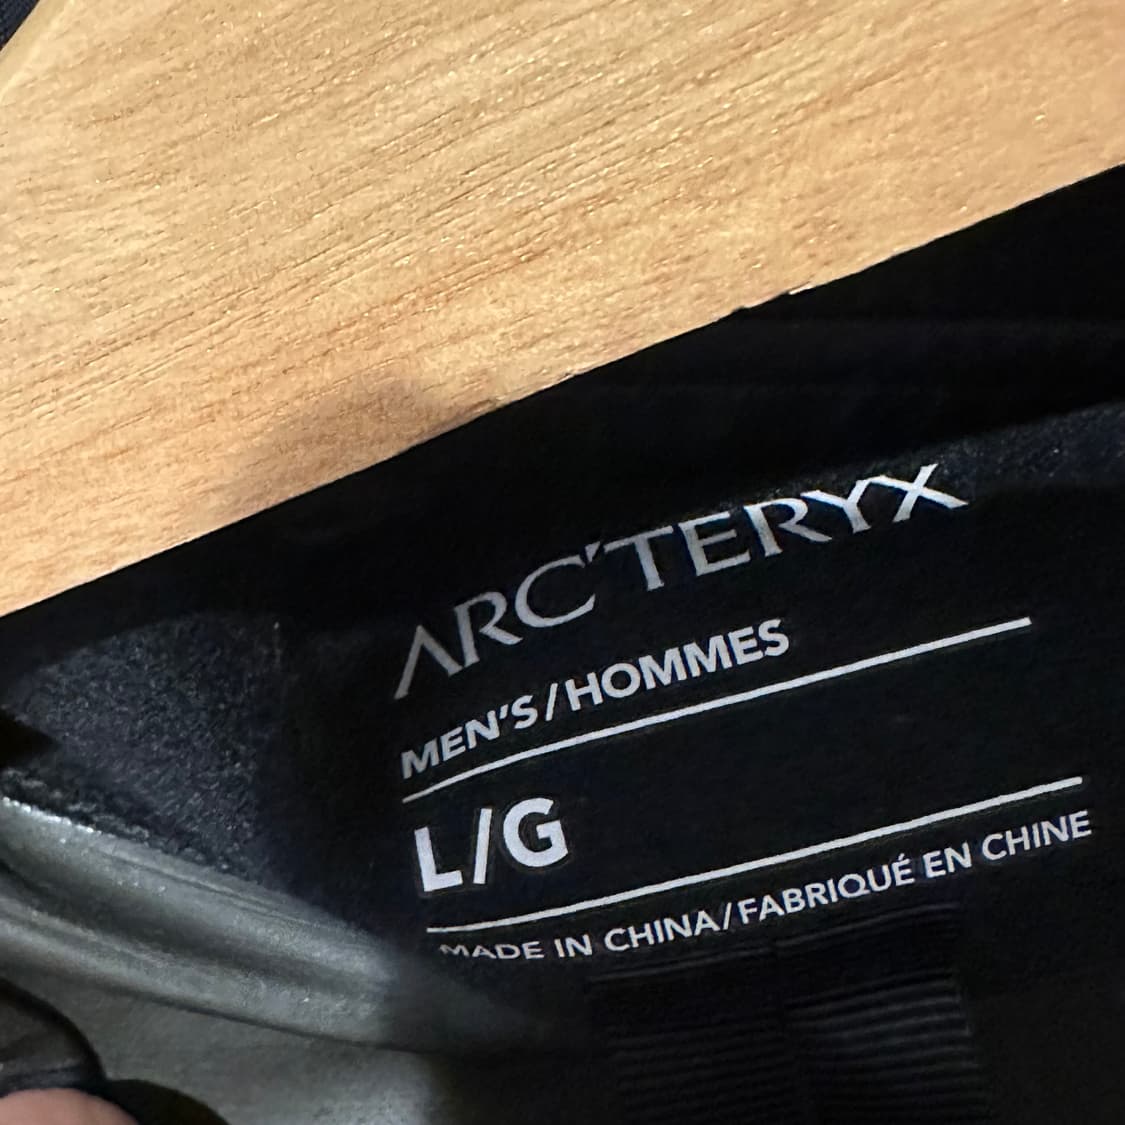 ARC'TERYX
MEN'S/HOMMES
L/G
MADE IN CHINA/FABRIQUÉ EN CHINE